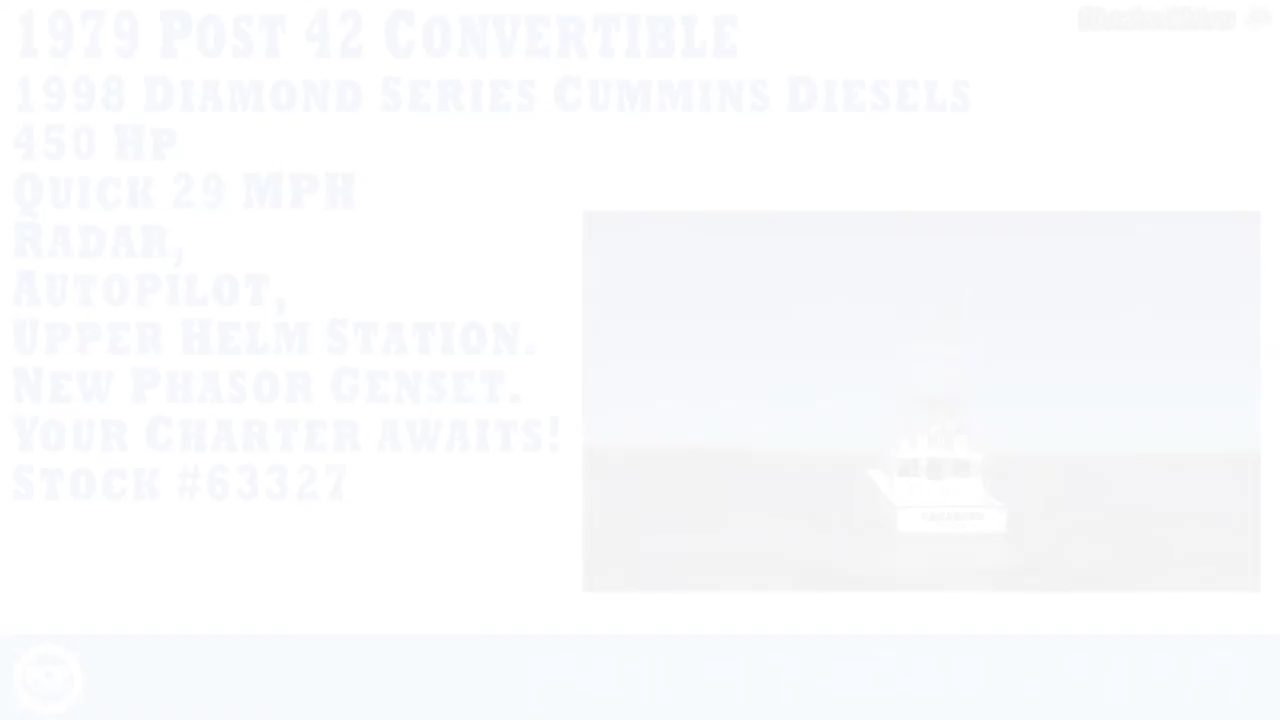 1979 Post 42 Convertible
1998 Diamond Series Cummins Diesels
450 Hp
Quick 29 MPH
Radar,
Autopilot,
Upper Helm Station.
New Phasor Genset.
Your Charter awaits!
Stock #63327